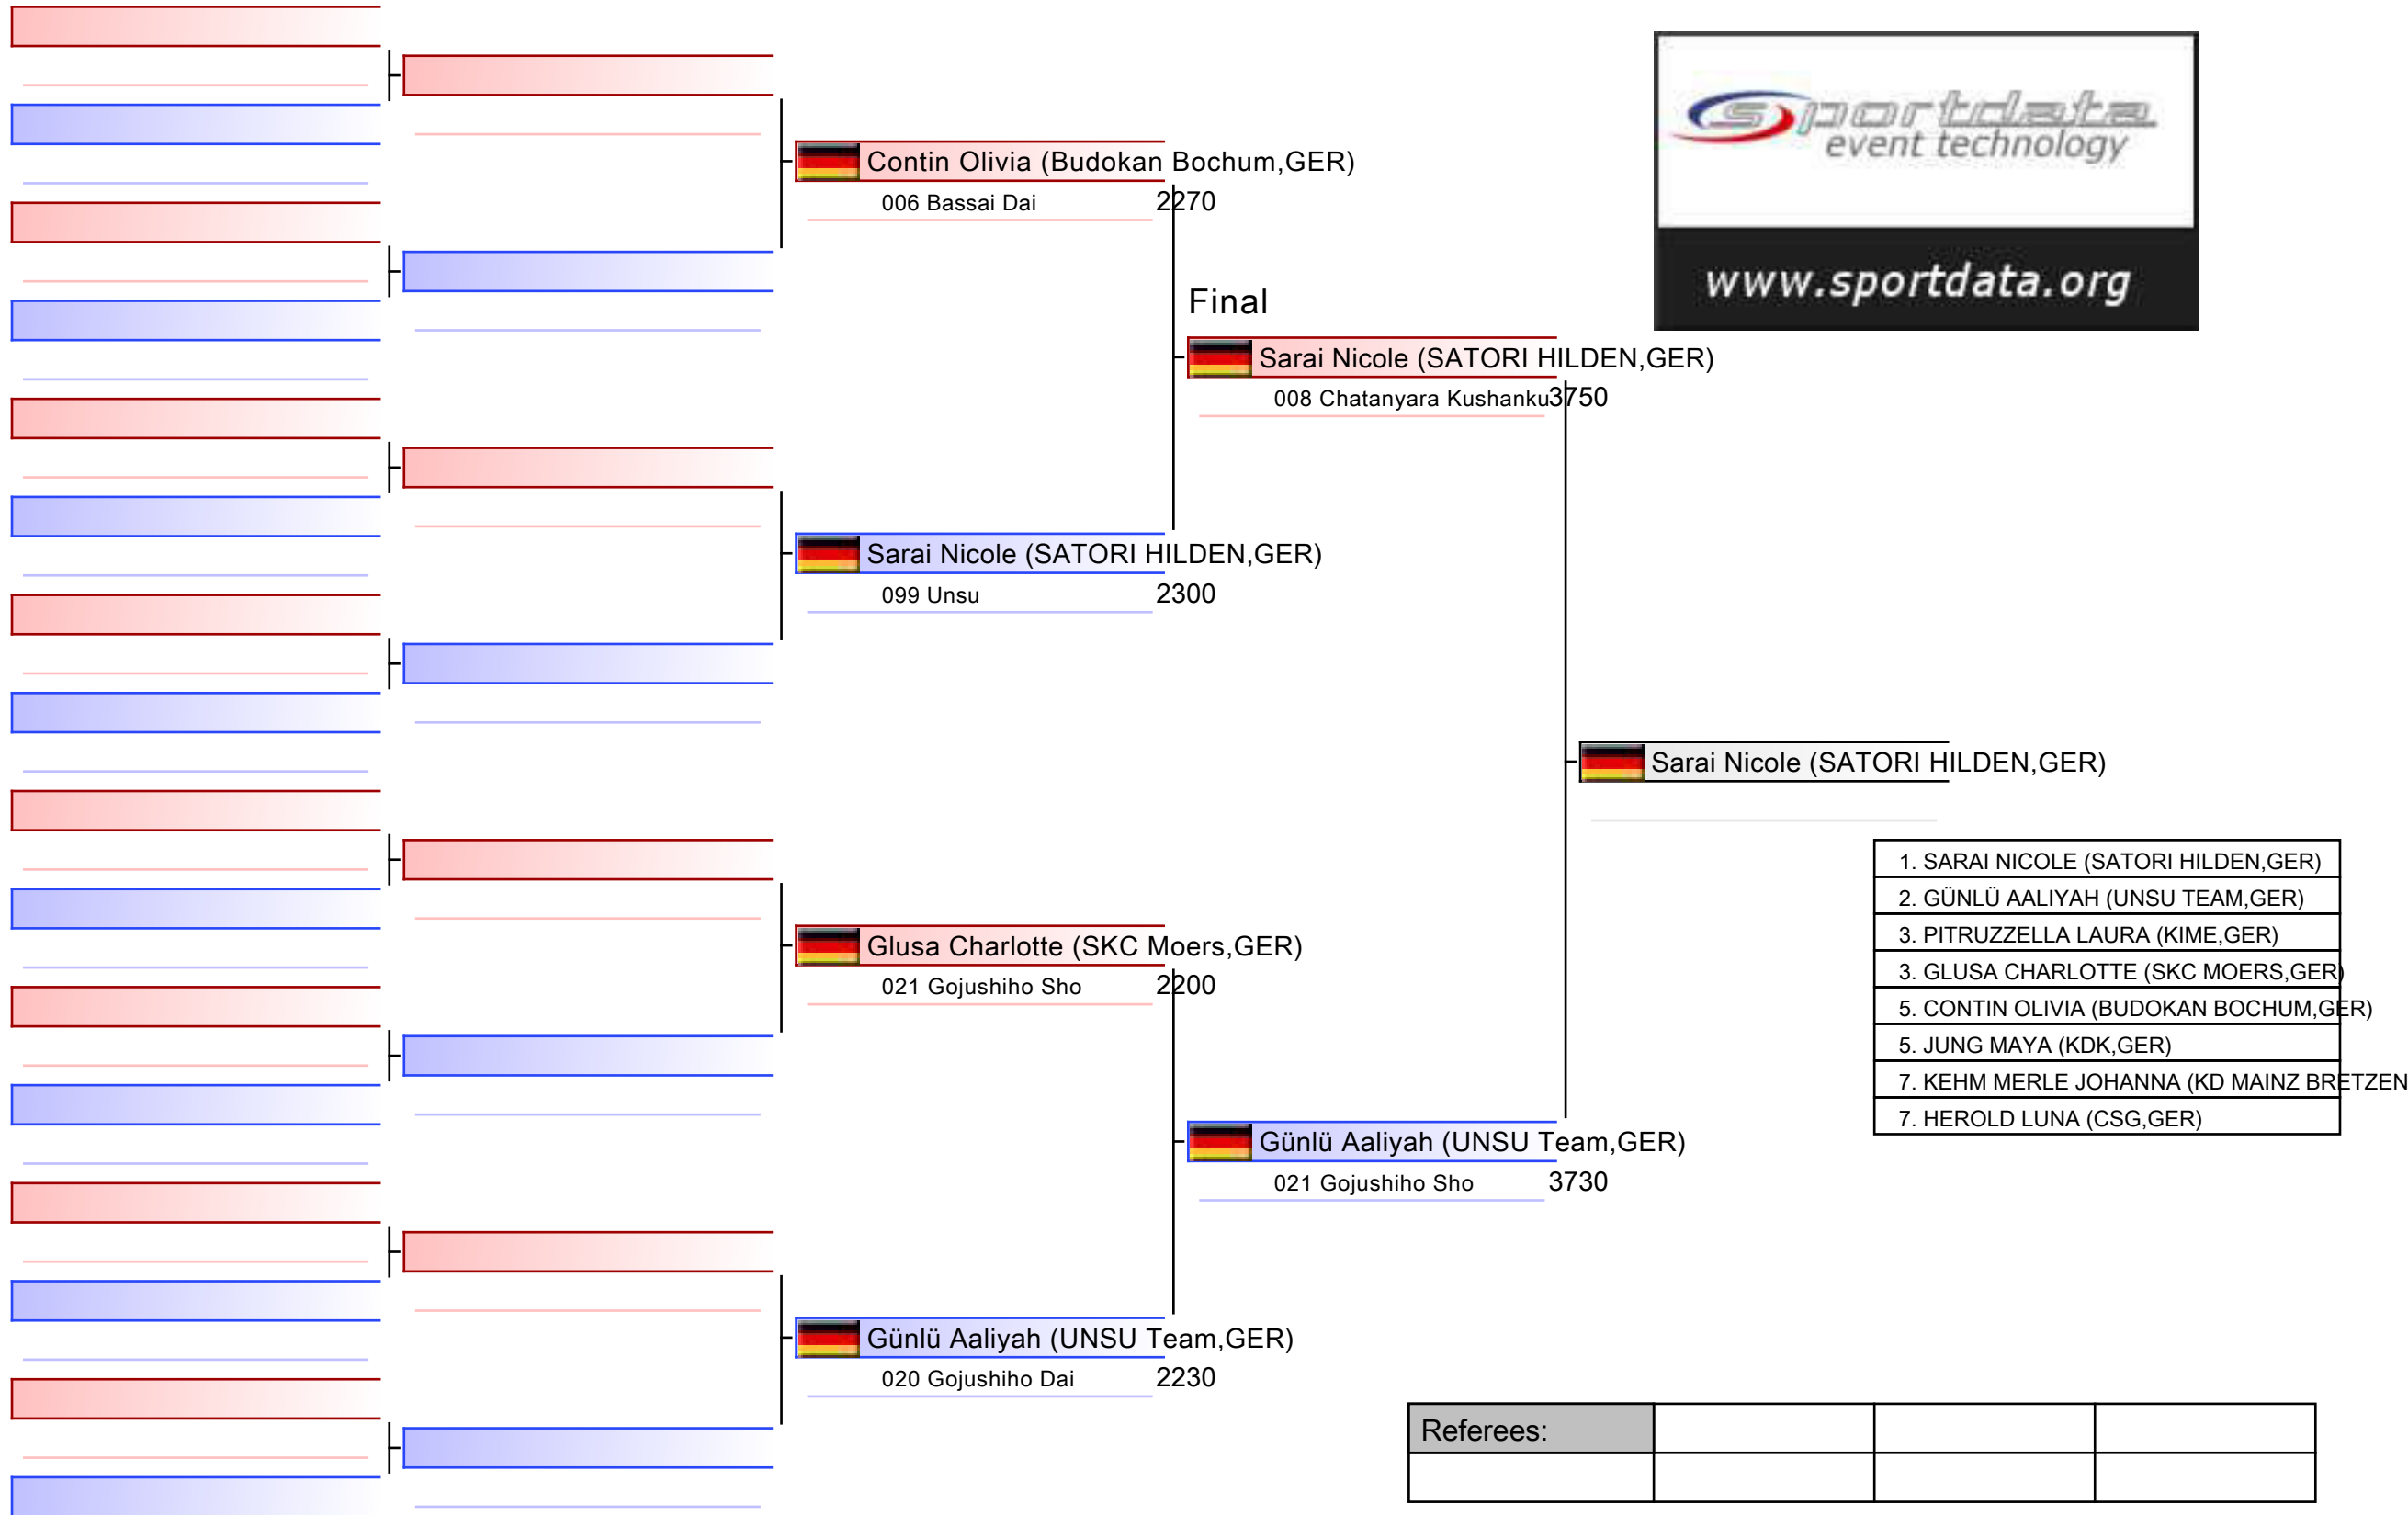 sportdata
event technology
www.sportdata.org
Contin Olivia (Budokan Bochum,GER)
006 Bassai Dai 2270
Final
Sarai Nicole (SATORI HILDEN,GER)
008 Chatanyara Kushanku 3750
Sarai Nicole (SATORI HILDEN,GER)
099 Unsu 2300
Sarai Nicole (SATORI HILDEN,GER)
1. SARAI NICOLE (SATORI HILDEN,GER)
2. GÜNLÜ AALIYAH (UNSU TEAM,GER)
3. PITRUZZELLA LAURA (KIME,GER)
3. GLUSA CHARLOTTE (SKC MOERS,GER)
5. CONTIN OLIVIA (BUDOKAN BOCHUM,GER)
5. JUNG MAYA (KDK,GER)
7. KEHM MERLE JOHANNA (KD MAINZ BRETZEN
7. HEROLD LUNA (CSG,GER)
Glusa Charlotte (SKC Moers,GER)
021 Gojushiho Sho 2200
Günlü Aaliyah (UNSU Team,GER)
021 Gojushiho Sho 3730
Günlü Aaliyah (UNSU Team,GER)
020 Gojushiho Dai 2230
Referees: